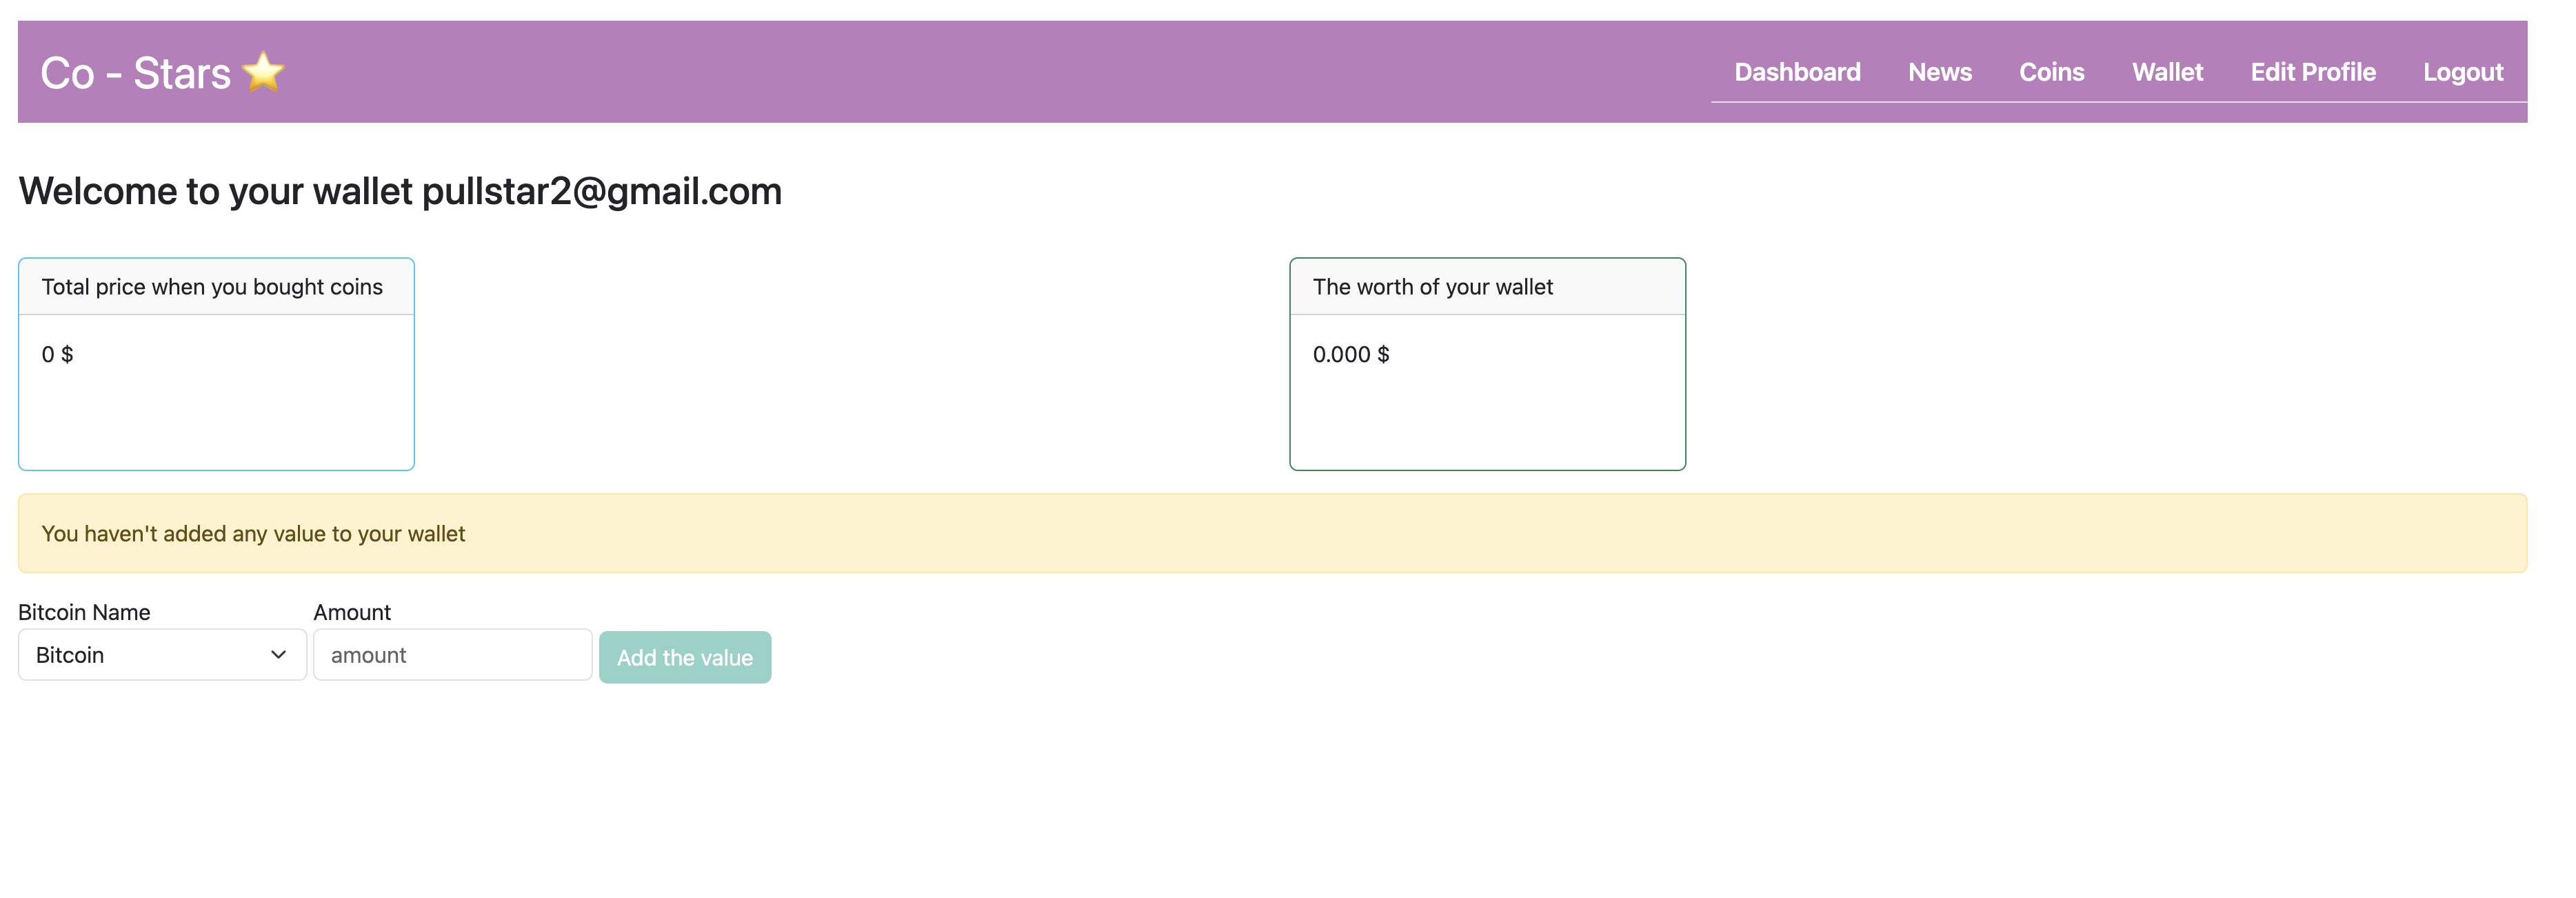 Co - Stars ⭐
Dashboard News Coins Wallet Edit Profile Logout
Welcome to your wallet pullstar2@gmail.com
Total price when you bought coins
0 $
The worth of your wallet
0.000 $
You haven't added any value to your wallet
Bitcoin Name Amount
Bitcoin amount Add the value